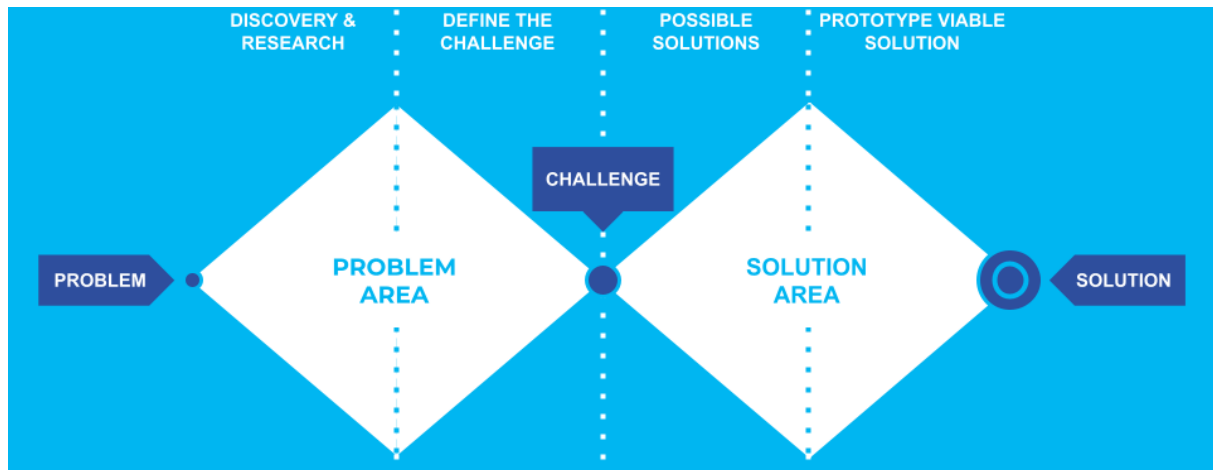 DISCOVERY &
RESEARCH
DEFINE THE
CHALLENGE
POSSIBLE
SOLUTIONS
PROTOTYPE VIABLE
SOLUTION
CHALLENGE
PROBLEM
PROBLEM
AREA
SOLUTION
AREA
SOLUTION